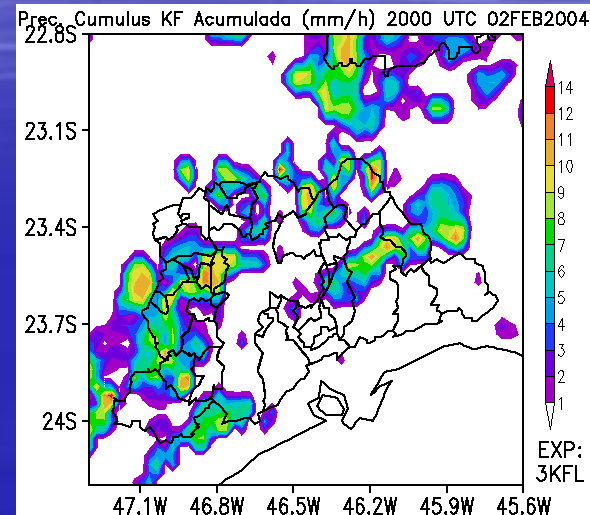 Prec. Cumulus KF Acumulada (mm/h) 2000 UTC 02FEB2004
22.8S
23.1S
23.4S
23.7S
24S
47.1W 46.8W 46.5W 46.2W 45.9W 45.6W
14
13
12
11
10
9
8
7
6
5
4
3
2
1
EXP:
3KFL